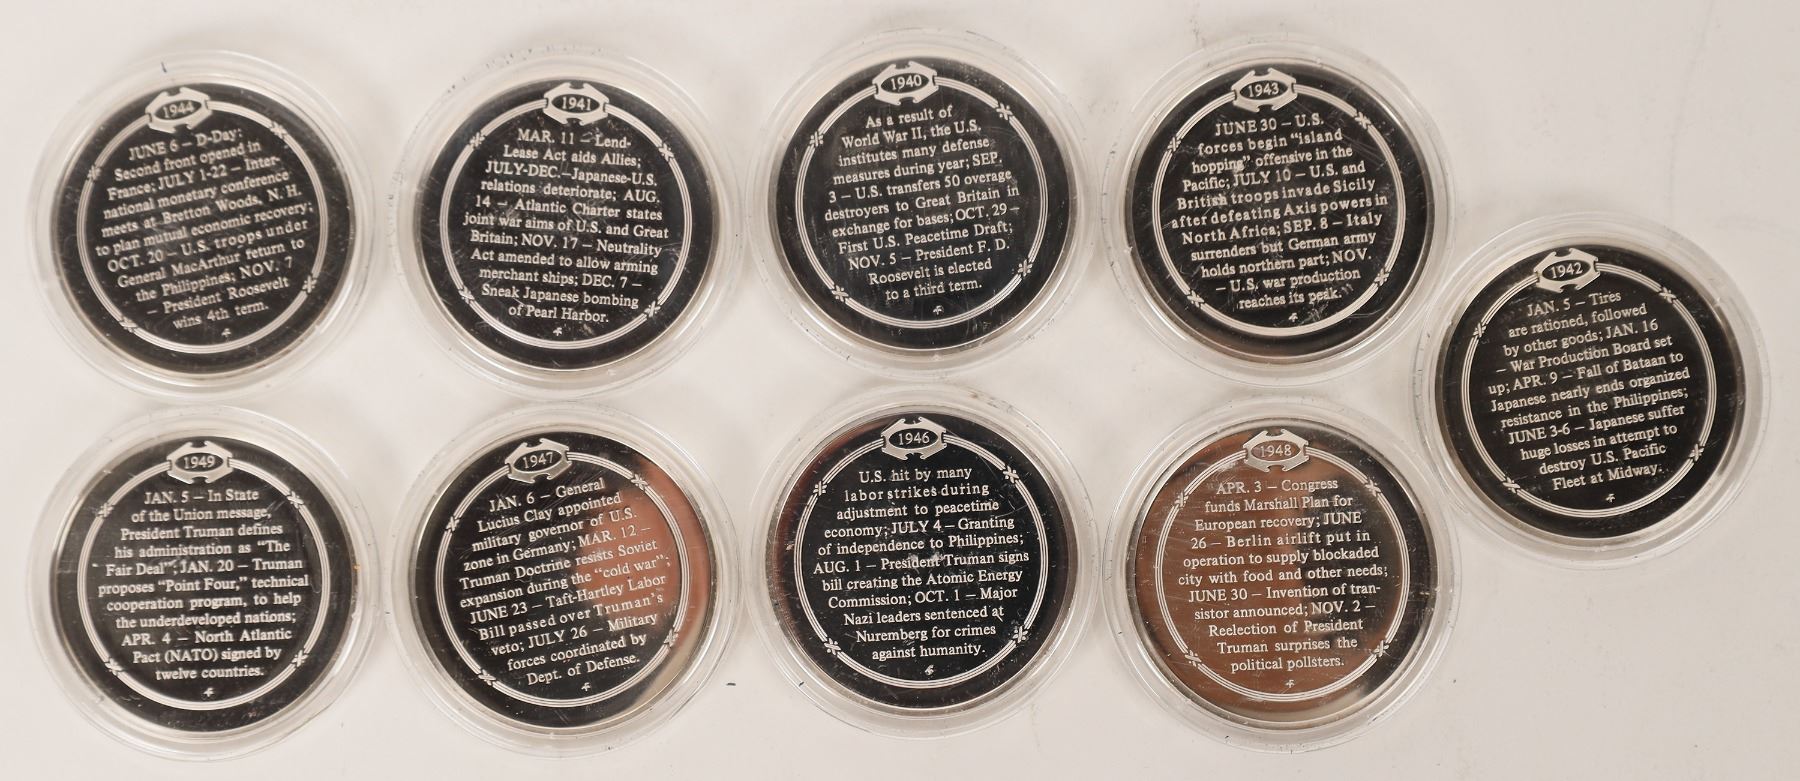 1944
JUNE 6 – D-Day:
Second front opened in
France; JULY 1-22 – Inter-
national monetary conference
meets at Bretton Woods, N. H.
to plan mutual economic recovery;
OCT. 20 – U.S. troops under
General MacArthur return to
the Philippines; NOV. 7
– President Roosevelt
wins 4th term.
1941
MAR. 11 – Lend-
Lease Act aids Allies;
JULY-DEC.–Japanese-U.S.
relations deteriorate; AUG.
14 – Atlantic Charter states
joint war aims of U.S. and Great
Britain; NOV. 17 – Neutrality
Act amended to allow arming
merchant ships; DEC. 7 –
Sneak Japanese bombing
of Pearl Harbor.
1940
As a result of
World War II, the U.S.
institutes many defense
measures during year; SEP.
3 – U.S. transfers 50 overage
destroyers to Great Britain in
exchange for bases; OCT. 29 –
First U.S. Peacetime Draft;
NOV. 5 – President F. D.
Roosevelt is elected
to a third term.
1943
JUNE 30 – U.S.
forces begin "island
hopping" offensive in the
Pacific; JULY 10 – U.S. and
British troops invade Sicily
after defeating Axis powers in
North Africa; SEP. 8 – Italy
surrenders but German army
holds northern part; NOV.
– U.S. war production
reaches its peak.
1942
JAN. 5 – Tires
are rationed, followed
by other goods; JAN. 16
– War Production Board set
up; APR. 9 – Fall of Bataan to
Japanese nearly ends organized
resistance in the Philippines;
JUNE 3-6 – Japanese suffer
huge losses in attempt to
destroy U.S. Pacific
Fleet at Midway.
1949
JAN. 5 – In State
of the Union message,
President Truman defines
his administration as "The
Fair Deal"; JAN. 20 – Truman
proposes "Point Four," technical
cooperation program, to help
the underdeveloped nations;
APR. 4 – North Atlantic
Pact (NATO) signed by
twelve countries.
1947
JAN. 6 – General
Lucius Clay appointed
military governor of U.S.
zone in Germany; MAR. 12 –
Truman Doctrine resists Soviet
expansion during the "cold war";
JUNE 23 – Taft-Hartley Labor
Bill passed over Truman's
veto; JULY 26 – Military
forces coordinated by
Dept. of Defense.
1946
U.S. hit by many
labor strikes during
adjustment to peacetime
economy; JULY 4 – Granting
of independence to Philippines;
AUG. 1 – President Truman signs
bill creating the Atomic Energy
Commission; OCT. 1 – Major
Nazi leaders sentenced at
Nuremberg for crimes
against humanity.
1948
APR. 3 – Congress
funds Marshall Plan for
European recovery; JUNE
26 – Berlin airlift put in
operation to supply blockaded
city with food and other needs;
JUNE 30 – Invention of tran-
sistor announced; NOV. 2 –
Reelection of President
Truman surprises the
political pollsters.